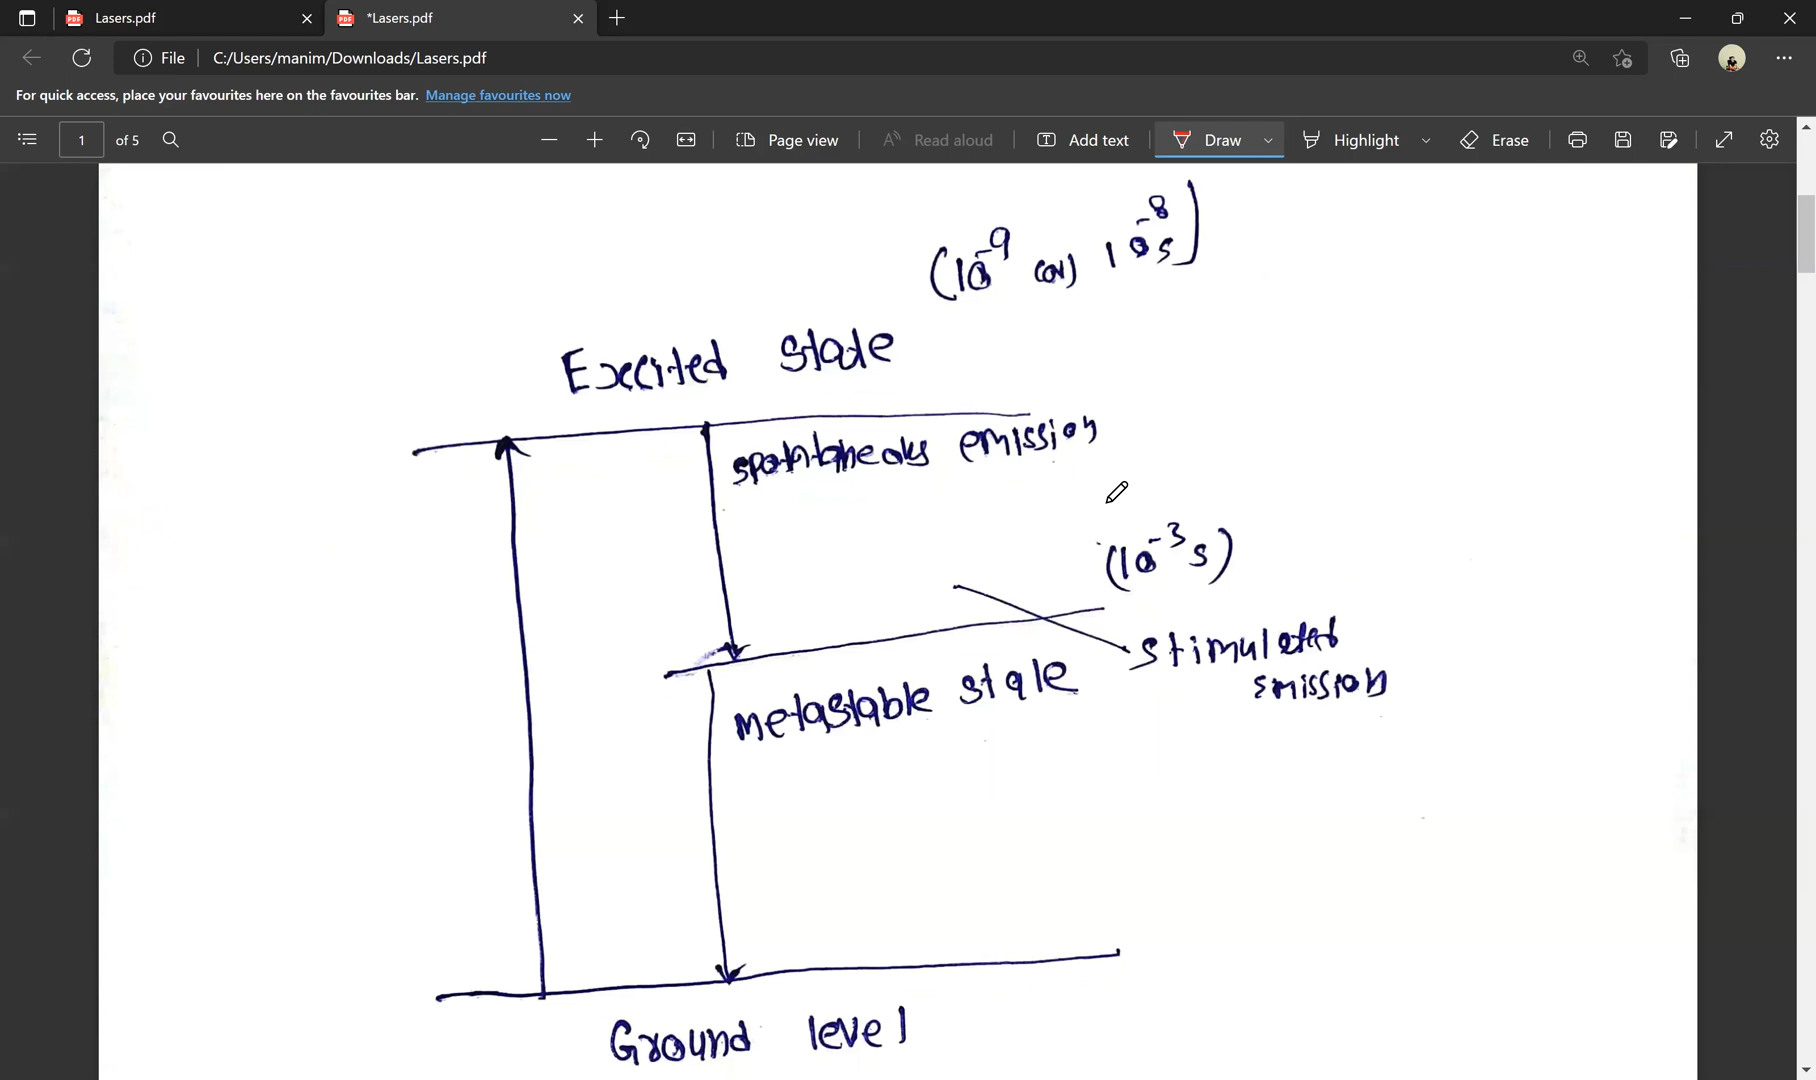 Lasers.pdf
*Lasers.pdf
File
C:/Users/manim/Downloads/Lasers.pdf
For quick access, place your favourites here on the favourites bar. Manage favourites now
1 of 5
Page view
Read aloud
Add text
Draw
Highlight
Erase
(10⁻⁹ (or) 10⁻⁸s)
Excited state
spontaneous emission
(10⁻³ s)
stimulated
emission
metastable state
Ground level